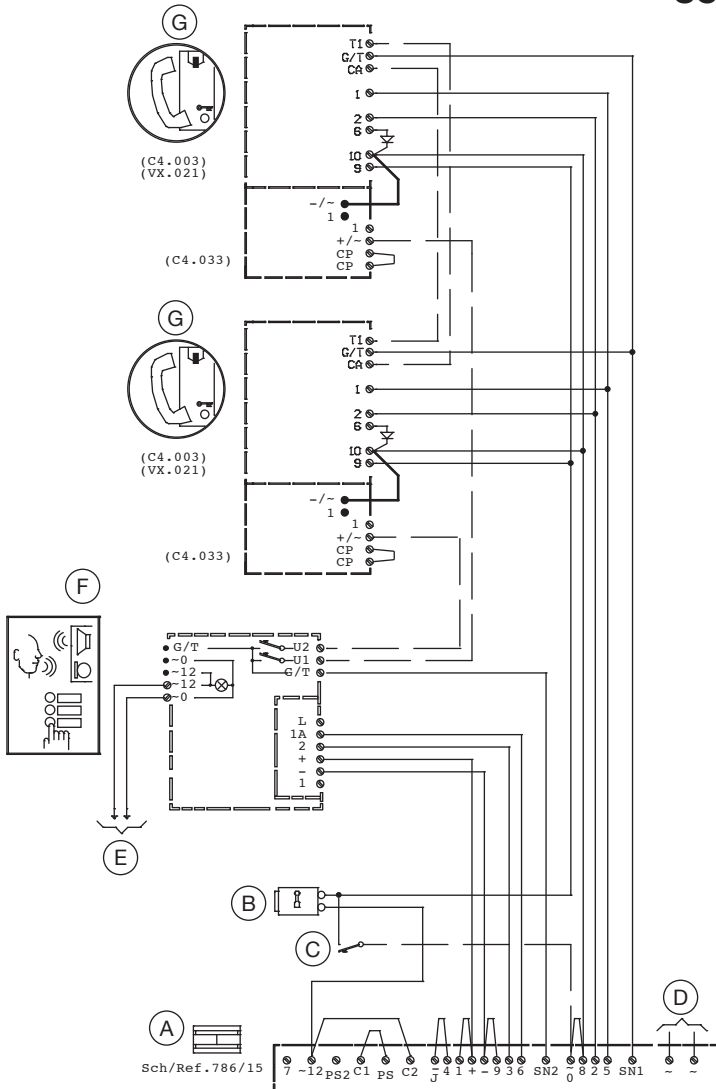 G
T1
G/T
CA
1
2
6
10
9
(C4.003)
(VX.021)
-/~
1
1
+/~
CP
CP
(C4.033)
G
T1
G/T
CA
1
2
6
10
9
(C4.003)
(VX.021)
-/~
1
1
+/~
CP
CP
(C4.033)
F
G/T U2
~0 U1
~12 G/T
~12
~0
L
1A
2
+
-
1
E
B
C
A
D
Sch/Ref.786/15
7 ~12 PS2 C1 PS C2 - J 4 1 + - 9 3 6 SN2 ~0 8 2 5 SN1 ~ ~